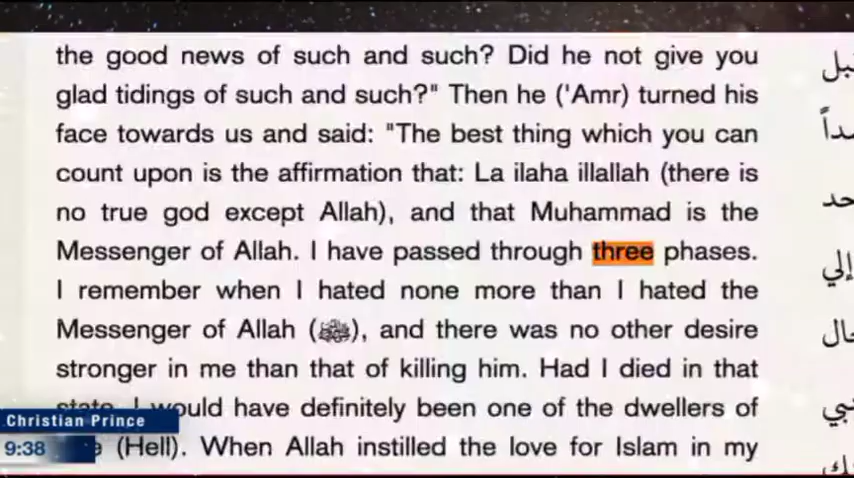 the good news of such and such? Did he not give you
glad tidings of such and such?" Then he ('Amr) turned his
face towards us and said: "The best thing which you can
count upon is the affirmation that: La ilaha illallah (there is
no true god except Allah), and that Muhammad is the
Messenger of Allah. I have passed through three phases.
I remember when I hated none more than I hated the
Messenger of Allah (ﷺ), and there was no other desire
stronger in me than that of killing him. Had I died in that
state, I would have definitely been one of the dwellers of
(Hell). When Allah instilled the love for Islam in my
Christian Prince
9:38